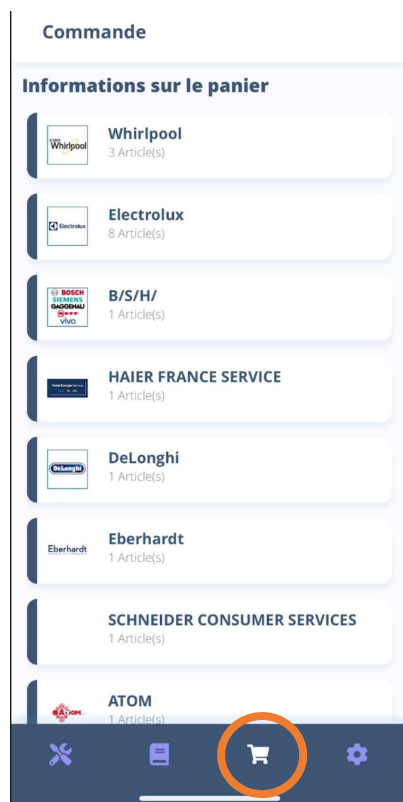 Commande
Informations sur le panier
Whirlpool
Whirlpool
3 Article(s)
Electrolux
Electrolux
8 Article(s)
BOSCH
SIEMENS
GAGGENAU
viva
B/S/H/
1 Article(s)
HAIER FRANCE SERVICE
1 Article(s)
DeLonghi
DeLonghi
1 Article(s)
Eberhardt
Eberhardt
1 Article(s)
SCHNEIDER CONSUMER SERVICES
1 Article(s)
ATOM
ATOM
1 Article(s)